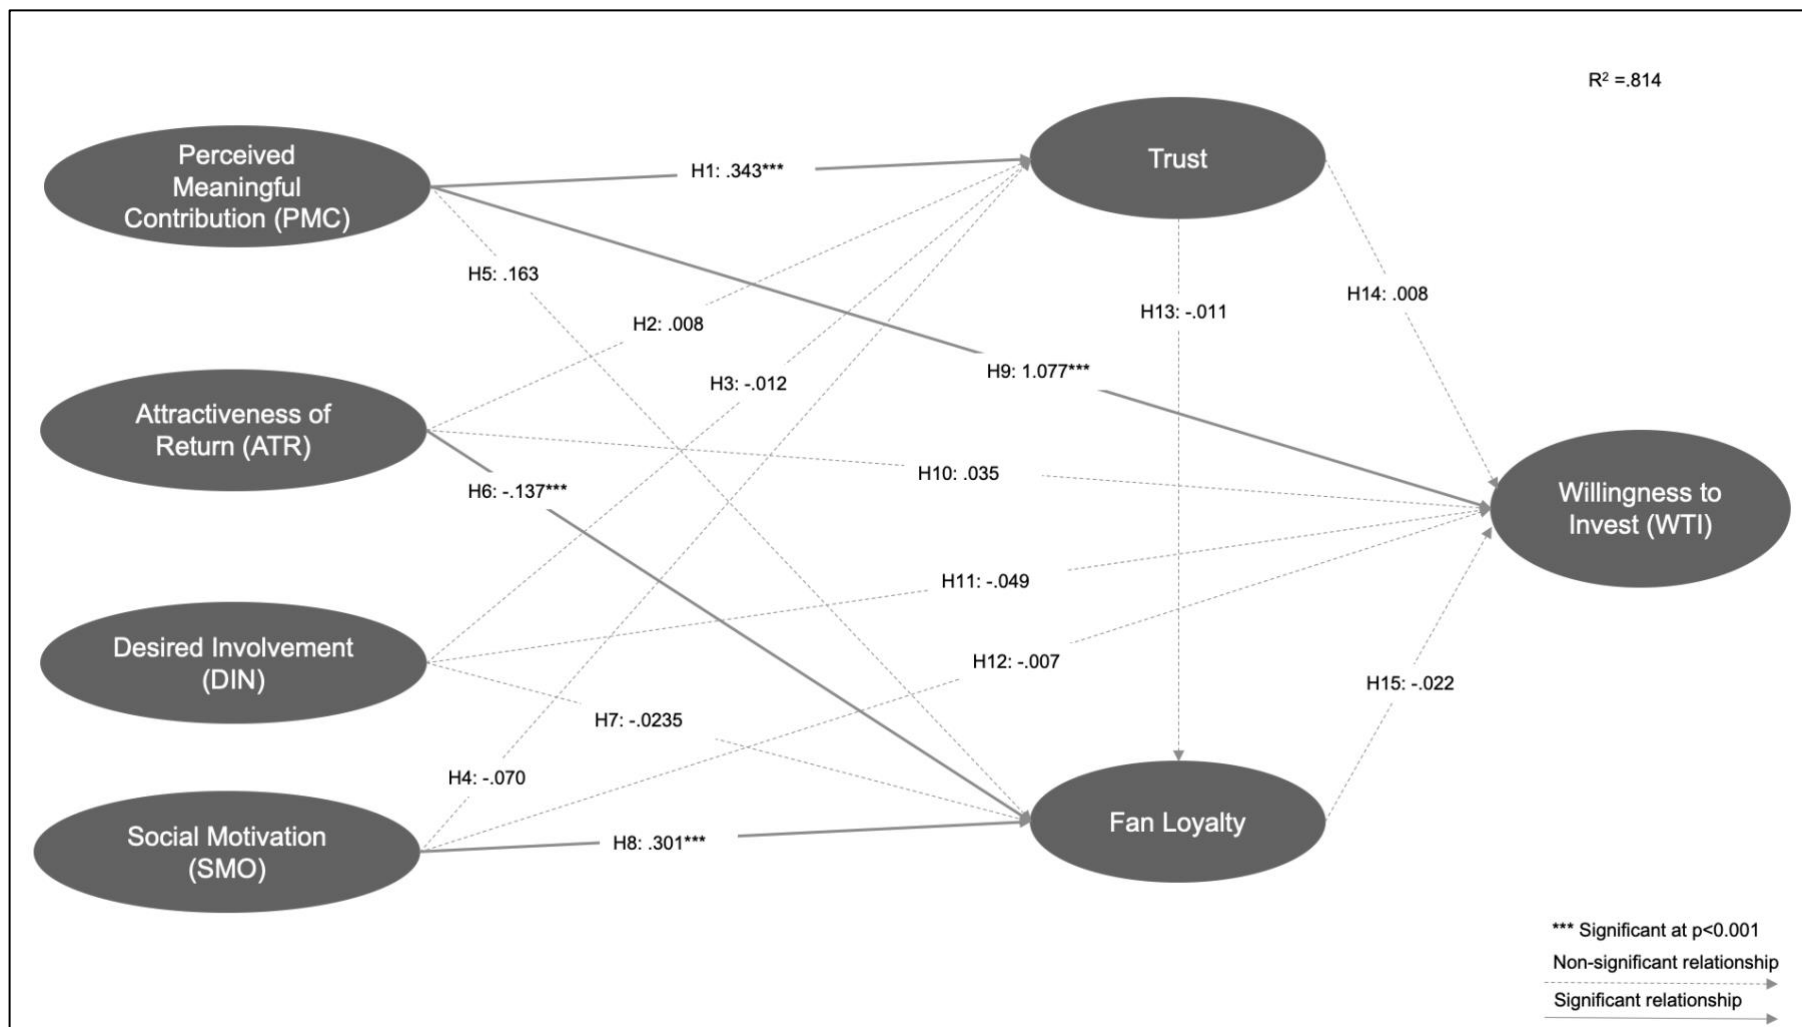 R² =.814
Perceived
Meaningful
Contribution (PMC)
Trust
H1: .343***
H5: .163
H14: .008
H13: -.011
H2: .008
H9: 1.077***
H3: -.012
Attractiveness of
Return (ATR)
H10: .035
H6: -.137***
Willingness to
Invest (WTI)
H11: -.049
Desired Involvement
(DIN)
H12: -.007
H15: -.022
H7: -.0235
H4: -.070
Social Motivation
(SMO)
H8: .301***
Fan Loyalty
*** Significant at p<0.001
Non-significant relationship
Significant relationship